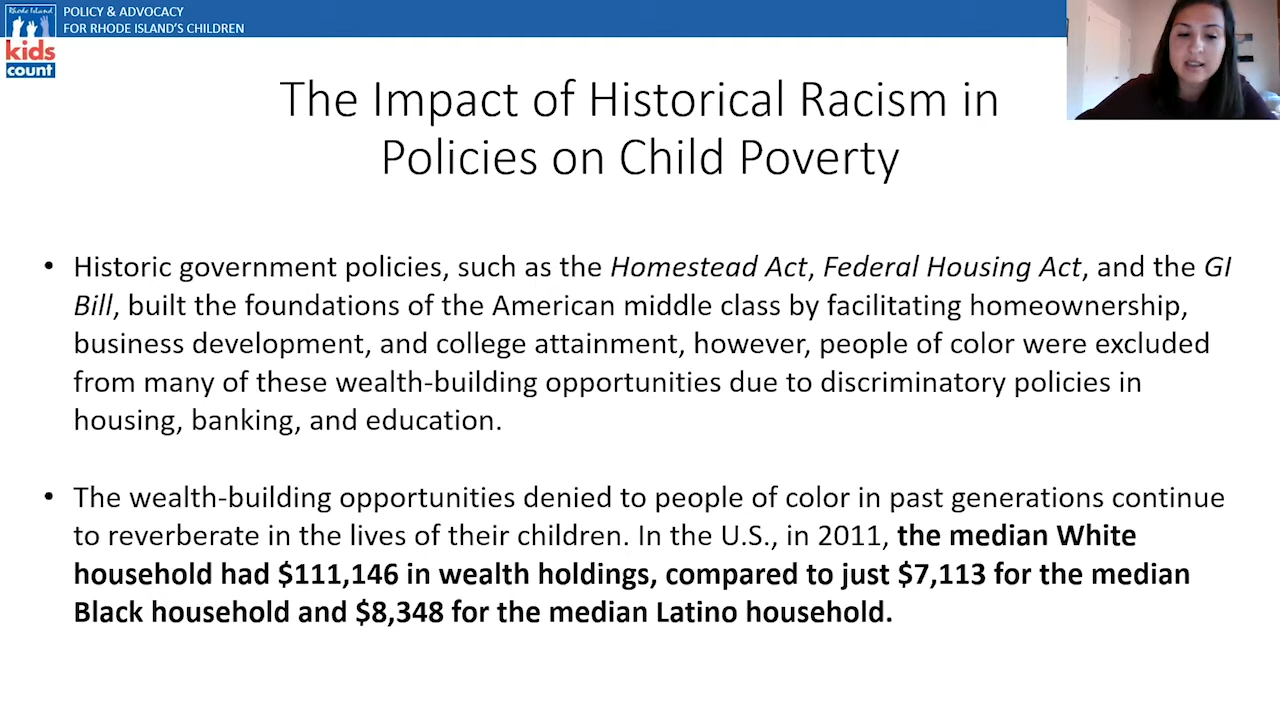 POLICY & ADVOCACY
FOR RHODE ISLAND'S CHILDREN
Rhode Island
kids
count
The Impact of Historical Racism in
Policies on Child Poverty
• Historic government policies, such as the Homestead Act, Federal Housing Act, and the GI
Bill, built the foundations of the American middle class by facilitating homeownership,
business development, and college attainment, however, people of color were excluded
from many of these wealth-building opportunities due to discriminatory policies in
housing, banking, and education.
• The wealth-building opportunities denied to people of color in past generations continue
to reverberate in the lives of their children. In the U.S., in 2011, the median White
household had $111,146 in wealth holdings, compared to just $7,113 for the median
Black household and $8,348 for the median Latino household.